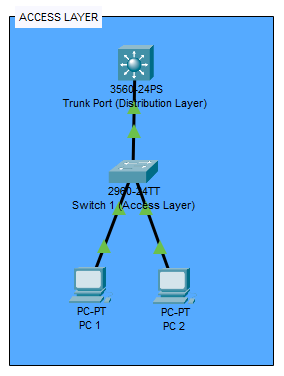 ACCESS LAYER
3560-24PS
Trunk Port (Distribution Layer)
2960-24TT
Switch 1 (Access Layer)
PC-PT
PC 1
PC-PT
PC 2